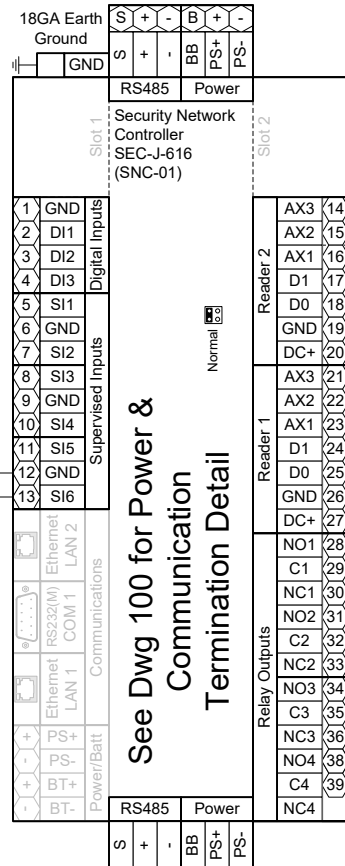 18GA Earth
Ground
GND
S + - B + -
S + - BB PS+ PS-
RS485 Power
Slot 1
Security Network
Controller
SEC-J-616
(SNC-01)
Slot 2
Digital Inputs
1 GND
2 DI1
3 DI2
4 DI3
Supervised Inputs
5 SI1
6 GND
7 SI2
8 SI3
9 GND
10 SI4
11 SI5
12 GND
13 SI6
Communications
Ethernet
LAN 2
RS232(M)
COM 1
Ethernet
LAN 1
Power/Batt
+ PS+
- PS-
+ BT+
- BT-
Normal
See Dwg 100 for Power &
Communication
Termination Detail
Reader 2
AX3 14
AX2 15
AX1 16
D1 17
D0 18
GND 19
DC+ 20
Reader 1
AX3 21
AX2 22
AX1 23
D1 24
D0 25
GND 26
DC+ 27
Relay Outputs
NO1 28
C1 29
NC1 30
NO2 31
C2 32
NC2 33
NO3 34
C3 35
NC3 36
NO4 38
C4 39
NC4
RS485 Power
S + - BB PS+ PS-